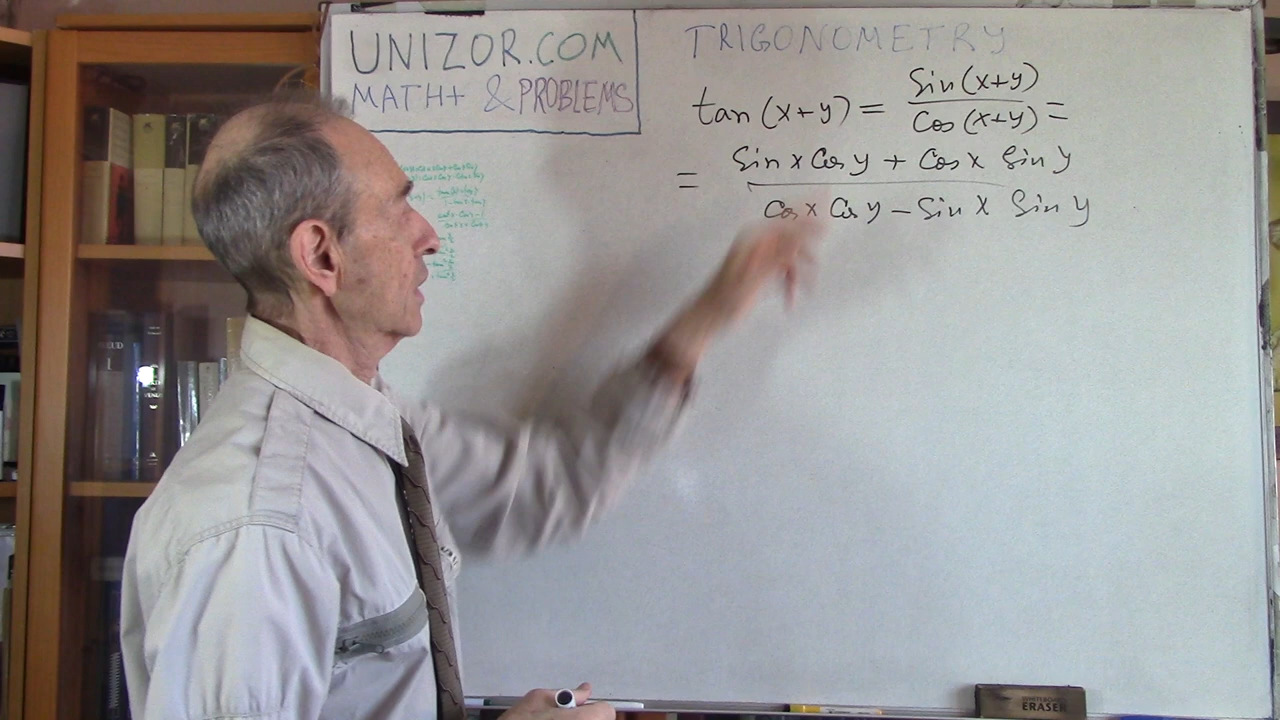 UNIZOR.COM
MATH+ & PROBLEMS
TRIGONOMETRY
tan (x+y) = sin (x+y) / cos (x+y) =
= sin x cos y + cos x sin y / cos x cos y - sin x sin y
ERASER